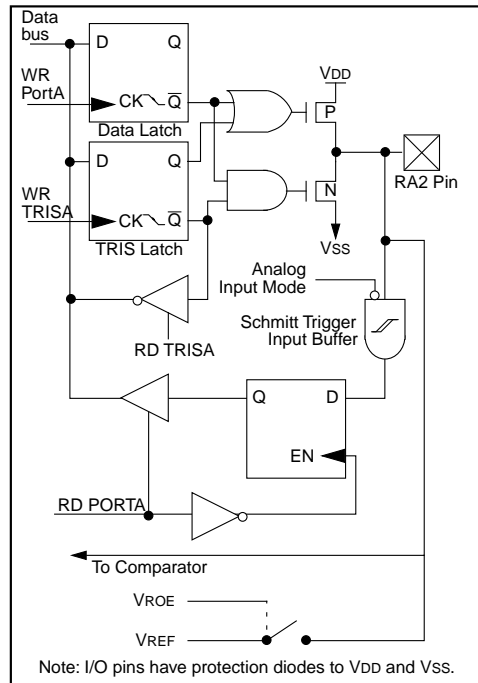 Data
bus
D Q
WR
PortA
CK Q
Data Latch
VDD
P
RA2 Pin
D Q
WR
TRISA
CK Q
TRIS Latch
N
VSS
Analog
Input Mode
Schmitt Trigger
Input Buffer
RD TRISA
Q D
EN
RD PORTA
To Comparator
VROE
VREF
Note: I/O pins have protection diodes to VDD and VSS.